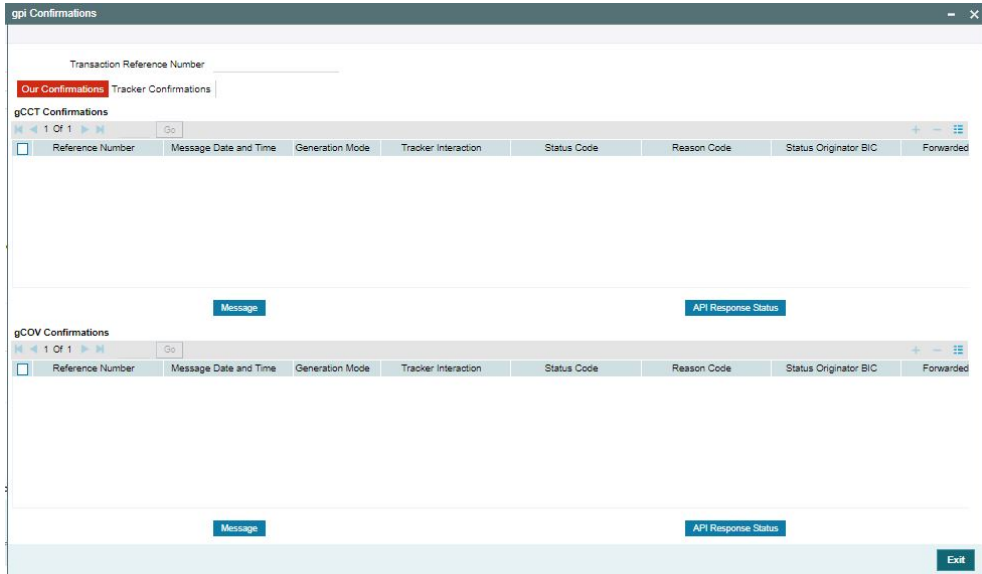 gpi Confirmations
Transaction Reference Number
Our Confirmations Tracker Confirmations
gCCT Confirmations
1 Of 1 Go
Reference Number Message Date and Time Generation Mode Tracker Interaction Status Code Reason Code Status Originator BIC Forwarded
Message API Response Status
gCOV Confirmations
1 Of 1 Go
Reference Number Message Date and Time Generation Mode Tracker Interaction Status Code Reason Code Status Originator BIC Forwarded
Message API Response Status
Exit